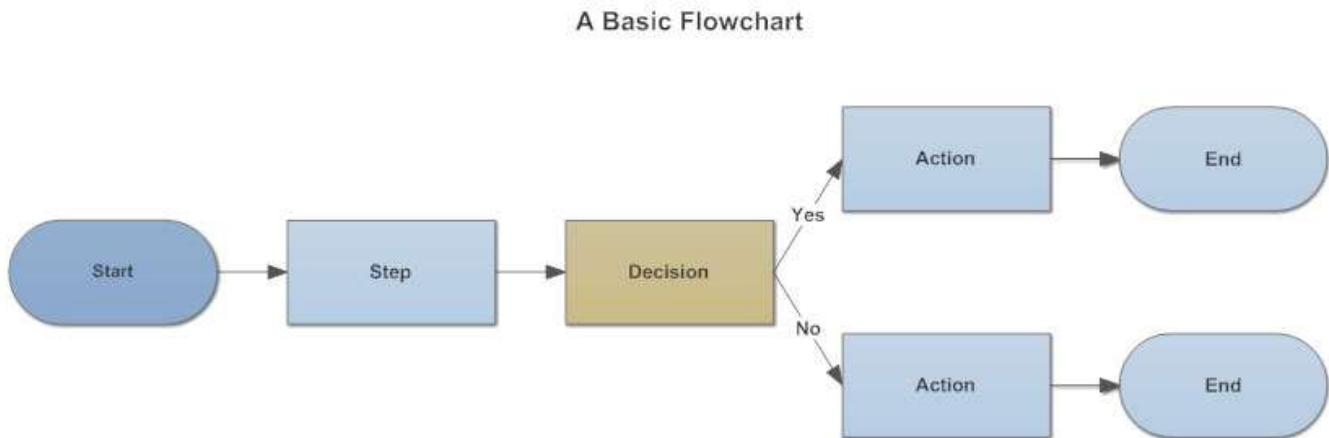 A Basic Flowchart
Start
Step
Decision
Yes
Action
End
No
Action
End